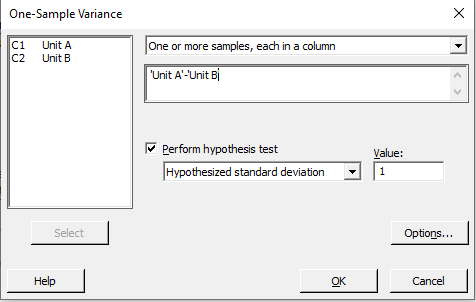 One-Sample Variance
C1 Unit A
C2 Unit B
One or more samples, each in a column
'Unit A'-'Unit B
Perform hypothesis test
Value:
Hypothesized standard deviation
1
Select
Options...
Help
OK
Cancel